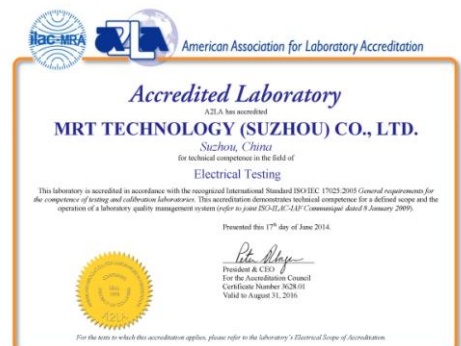 ilac-MRA
A2LA
American Association for Laboratory Accreditation
Accredited Laboratory
A2LA has accredited
MRT TECHNOLOGY (SUZHOU) CO., LTD.
Suzhou, China
for technical competence in the field of
Electrical Testing
This laboratory is accredited in accordance with the recognized International Standard ISO/IEC 17025:2005 General requirements for
the competence of testing and calibration laboratories. This accreditation demonstrates technical competence for a defined scope and the
operation of a laboratory quality management system (refer to joint ISO-ILAC-IAF Communiqué dated 8 January 2009).
Presented this 17th day of June 2014.
President & CEO
For the Accreditation Council
Certificate Number 3628.01
Valid to August 31, 2016
A2LA
For the tests to which this accreditation applies, please refer to the laboratory's Electrical Scope of Accreditation.